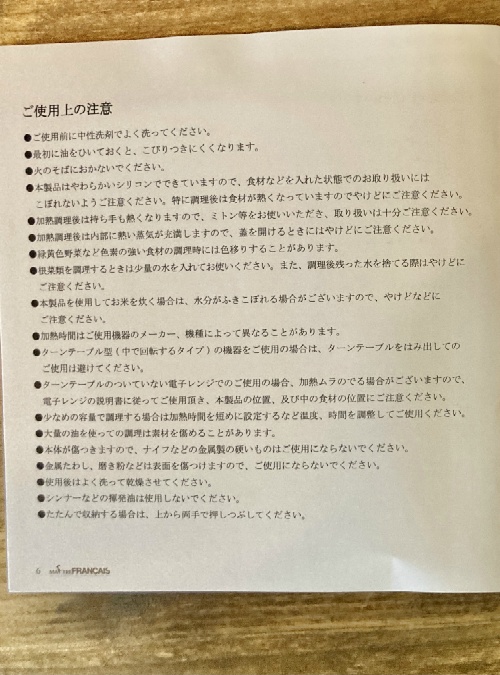 ご使用上の注意
●ご使用前に中性洗剤でよく洗ってください。
●最初に油をひいておくと、こびりつきにくくなります。
●火のそばにおかないでください。
●本製品はやわらかいシリコンでできていますので、食材などを入れた状態でのお取り扱いには
こぼれないようご注意ください。特に調理後は食材が熱くなっていますのでやけどにご注意ください。
●加熱調理後は持ち手も熱くなりますので、ミトン等をお使いいただき、取り扱いは十分ご注意ください。
●加熱調理後は内部に熱い蒸気が充満しますので、蓋を開けるときにはやけどにご注意ください。
●緑黄色野菜など色素の強い食材の調理時には色移りすることがあります。
●根菜類を調理するときは少量の水を入れてお使いください。また、調理後残った水を捨てる際はやけどに
ご注意ください。
●本製品を使用してお米を炊く場合は、水分がふきこぼれる場合がございますので、やけどなどに
ご注意ください。
●加熱時間はご使用機器のメーカー、機種によって異なることがあります。
●ターンテーブル型(中で回転するタイプ)の機器をご使用の場合は、ターンテーブルをはみ出しての
ご使用は避けてください。
●ターンテーブルのついていない電子レンジでのご使用の場合、加熱ムラのでる場合がございますので、
電子レンジの説明書に従ってご使用頂き、本製品の位置、及び中の食材の位置にご注意ください。
●少なめの容量で調理する場合は加熱時間を短めに設定するなど温度、時間を調整してご使用ください。
●大量の油を使っての調理は素材を傷めることがあります。
●本体が傷つきますので、ナイフなどの金属製の硬いものはご使用にならないでください。
●金属たわし、磨き粉などは表面を傷つけますので、ご使用にならないでください。
●使用後はよく洗って乾燥させてください。
●シンナーなどの揮発油は使用しないでください。
●たたんで収納する場合は、上から両手で押しつぶしてください。
6 FRANÇAIS